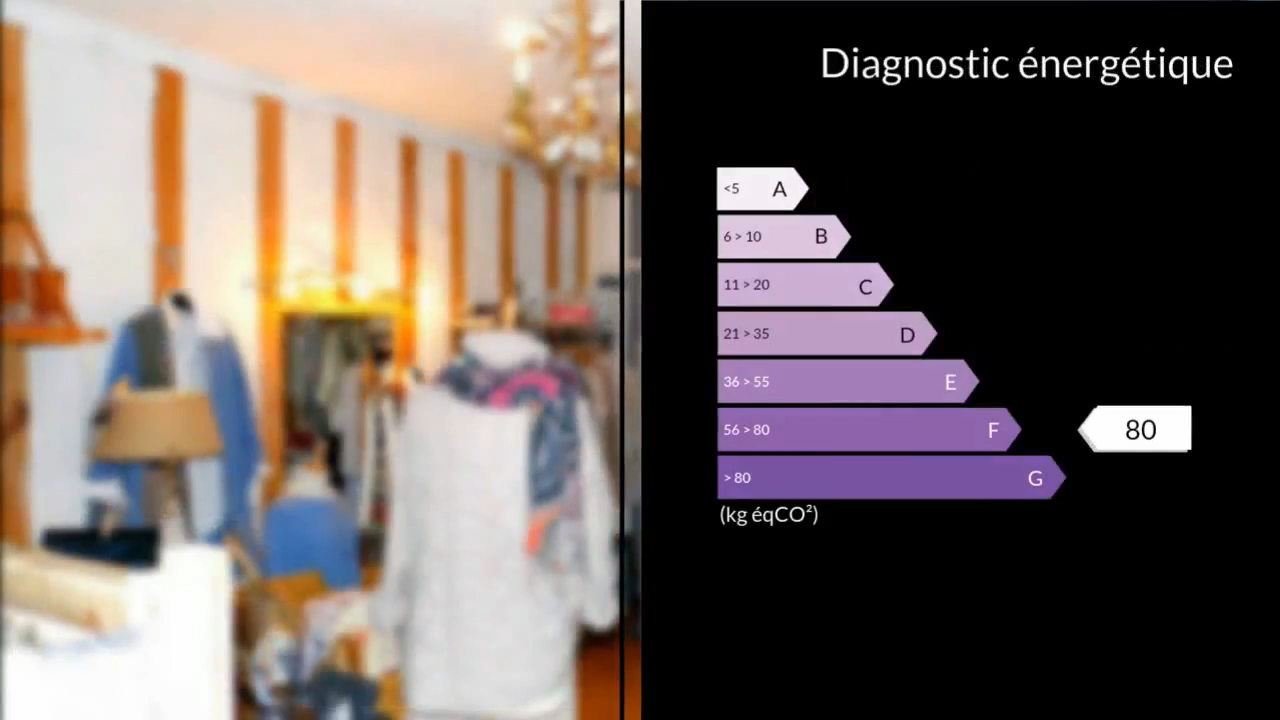 Diagnostic énergétique
<5 A
6 > 10 B
11 > 20 C
21 > 35 D
36 > 55 E
56 > 80 F
80
> 80 G
(kg éqCO²)